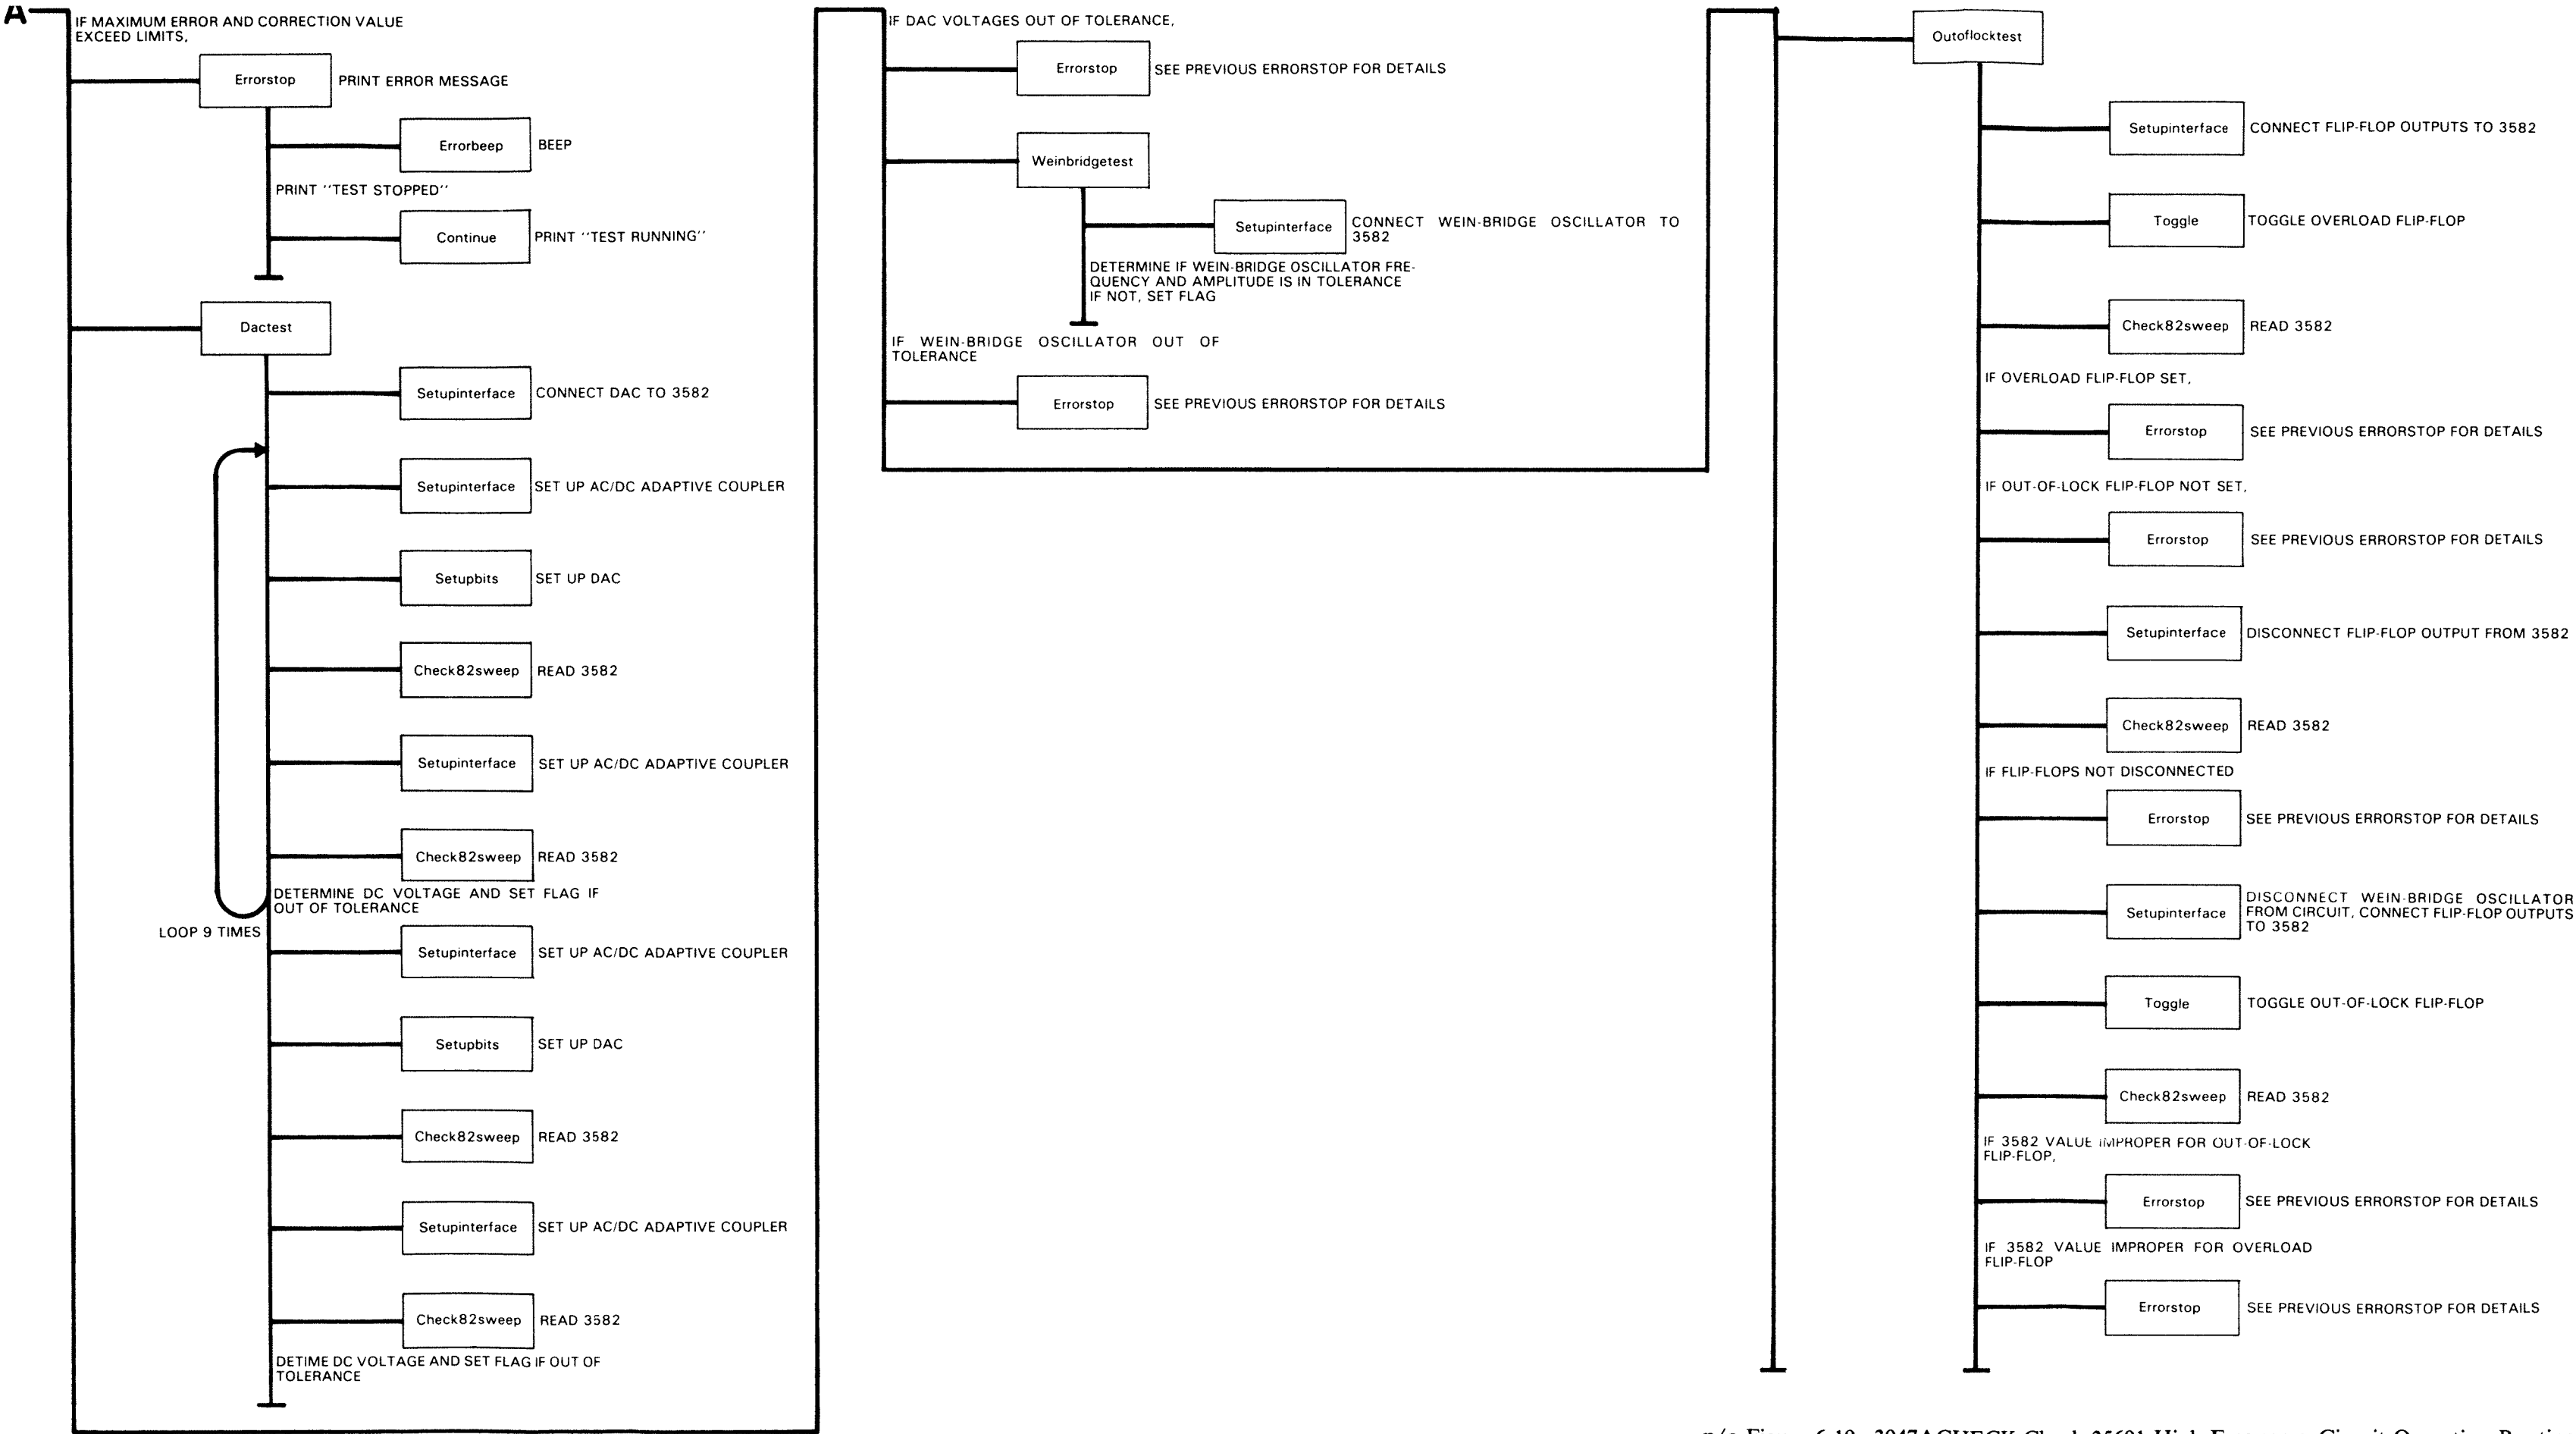 A
IF MAXIMUM ERROR AND CORRECTION VALUE
EXCEED LIMITS,
Errorstop PRINT ERROR MESSAGE
Errorbeep BEEP
PRINT "TEST STOPPED"
Continue PRINT "TEST RUNNING"
Dactest
Setupinterface CONNECT DAC TO 3582
Setupinterface SET UP AC/DC ADAPTIVE COUPLER
Setupbits SET UP DAC
Check82sweep READ 3582
Setupinterface SET UP AC/DC ADAPTIVE COUPLER
Check82sweep READ 3582
DETERMINE DC VOLTAGE AND SET FLAG IF
OUT OF TOLERANCE
LOOP 9 TIMES
Setupinterface SET UP AC/DC ADAPTIVE COUPLER
Setupbits SET UP DAC
Check82sweep READ 3582
Setupinterface SET UP AC/DC ADAPTIVE COUPLER
Check82sweep READ 3582
DETIME DC VOLTAGE AND SET FLAG IF OUT OF
TOLERANCE
IF DAC VOLTAGES OUT OF TOLERANCE,
Errorstop SEE PREVIOUS ERRORSTOP FOR DETAILS
Weinbridgetest
Setupinterface CONNECT WEIN-BRIDGE OSCILLATOR TO
3582
DETERMINE IF WEIN-BRIDGE OSCILLATOR FRE-
QUENCY AND AMPLITUDE IS IN TOLERANCE
IF NOT, SET FLAG
IF WEIN-BRIDGE OSCILLATOR OUT OF
TOLERANCE
Errorstop SEE PREVIOUS ERRORSTOP FOR DETAILS
Outoflocktest
Setupinterface CONNECT FLIP-FLOP OUTPUTS TO 3582
Toggle TOGGLE OVERLOAD FLIP-FLOP
Check82sweep READ 3582
IF OVERLOAD FLIP-FLOP SET,
Errorstop SEE PREVIOUS ERRORSTOP FOR DETAILS
IF OUT-OF-LOCK FLIP-FLOP NOT SET,
Errorstop SEE PREVIOUS ERRORSTOP FOR DETAILS
Setupinterface DISCONNECT FLIP-FLOP OUTPUT FROM 3582
Check82sweep READ 3582
IF FLIP-FLOPS NOT DISCONNECTED
Errorstop SEE PREVIOUS ERRORSTOP FOR DETAILS
Setupinterface DISCONNECT WEIN-BRIDGE OSCILLATOR
FROM CIRCUIT, CONNECT FLIP-FLOP OUTPUTS
TO 3582
Toggle TOGGLE OUT-OF-LOCK FLIP-FLOP
Check82sweep READ 3582
IF 3582 VALUE IMPROPER FOR OUT-OF-LOCK
FLIP-FLOP,
Errorstop SEE PREVIOUS ERRORSTOP FOR DETAILS
IF 3582 VALUE IMPROPER FOR OVERLOAD
FLIP-FLOP
Errorstop SEE PREVIOUS ERRORSTOP FOR DETAILS